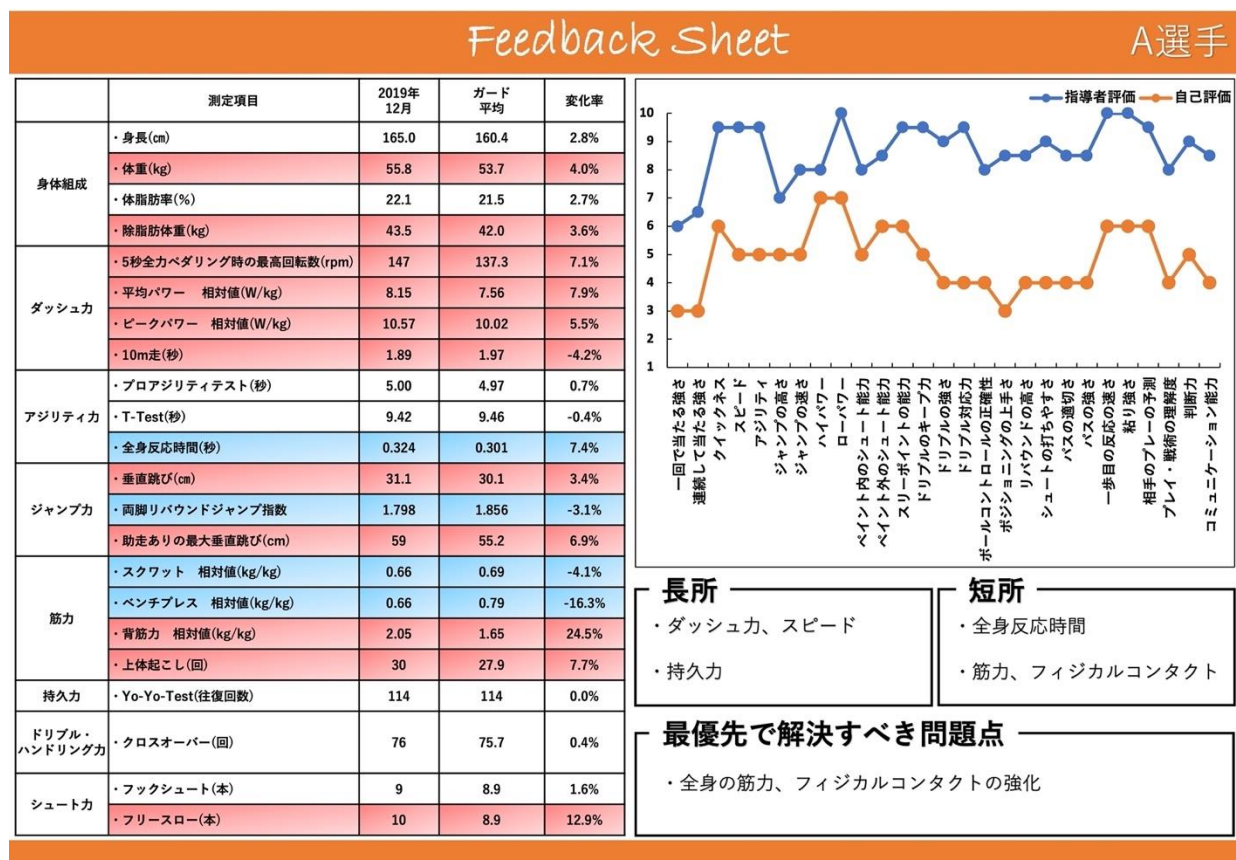 Feedback Sheet
A選手
測定項目 2019年12月 ガード平均 変化率
身体組成
・身長(㎝) 165.0 160.4 2.8%
・体重(kg) 55.8 53.7 4.0%
・体脂肪率(%) 22.1 21.5 2.7%
・除脂肪体重(kg) 43.5 42.0 3.6%
ダッシュ力
・5秒全力ペダリング時の最高回転数(rpm) 147 137.3 7.1%
・平均パワー 相対値(W/kg) 8.15 7.56 7.9%
・ピークパワー 相対値(W/kg) 10.57 10.02 5.5%
・10m走(秒) 1.89 1.97 -4.2%
アジリティ力
・プロアジリティテスト(秒) 5.00 4.97 0.7%
・T-Test(秒) 9.42 9.46 -0.4%
・全身反応時間(秒) 0.324 0.301 7.4%
ジャンプ力
・垂直跳び(㎝) 31.1 30.1 3.4%
・両脚リバウンドジャンプ指数 1.798 1.856 -3.1%
・助走ありの最大垂直跳び(cm) 59 55.2 6.9%
筋力
・スクワット 相対値(kg/kg) 0.66 0.69 -4.1%
・ベンチプレス 相対値(kg/kg) 0.66 0.79 -16.3%
・背筋力 相対値(kg/kg) 2.05 1.65 24.5%
・上体起こし(回) 30 27.9 7.7%
持久力
・Yo-Yo-Test(往復回数) 114 114 0.0%
ドリブル・
ハンドリング力
・クロスオーバー(回) 76 75.7 0.4%
シュート力
・フックシュート(本) 9 8.9 1.6%
・フリースロー(本) 10 8.9 12.9%
指導者評価 自己評価
10
9
8
7
6
5
4
3
2
1
一回で当たる強さ
連続して当たる強さ
クイックネス
スピード
アジリティ
ジャンプの高さ
ジャンプの速さ
ハイパワー
ローパワー
ペイント内のシュート能力
ペイント外のシュート能力
スリーポイントの能力
ドリブルのキープ力
ドリブルの強さ
ドリブル対応力
ボールコントロールの正確性
ポジショニングの上手さ
リバウンドの高さ
シュートの打ちやすさ
パスの適切さ
パスの強さ
一歩目の反応の速さ
粘り強さ
相手のプレーの予測
プレイ・戦術の理解度
判断力
コミュニケーション能力
長所
・ダッシュ力、スピード
・持久力
短所
・全身反応時間
・筋力、フィジカルコンタクト
最優先で解決すべき問題点
・全身の筋力、フィジカルコンタクトの強化